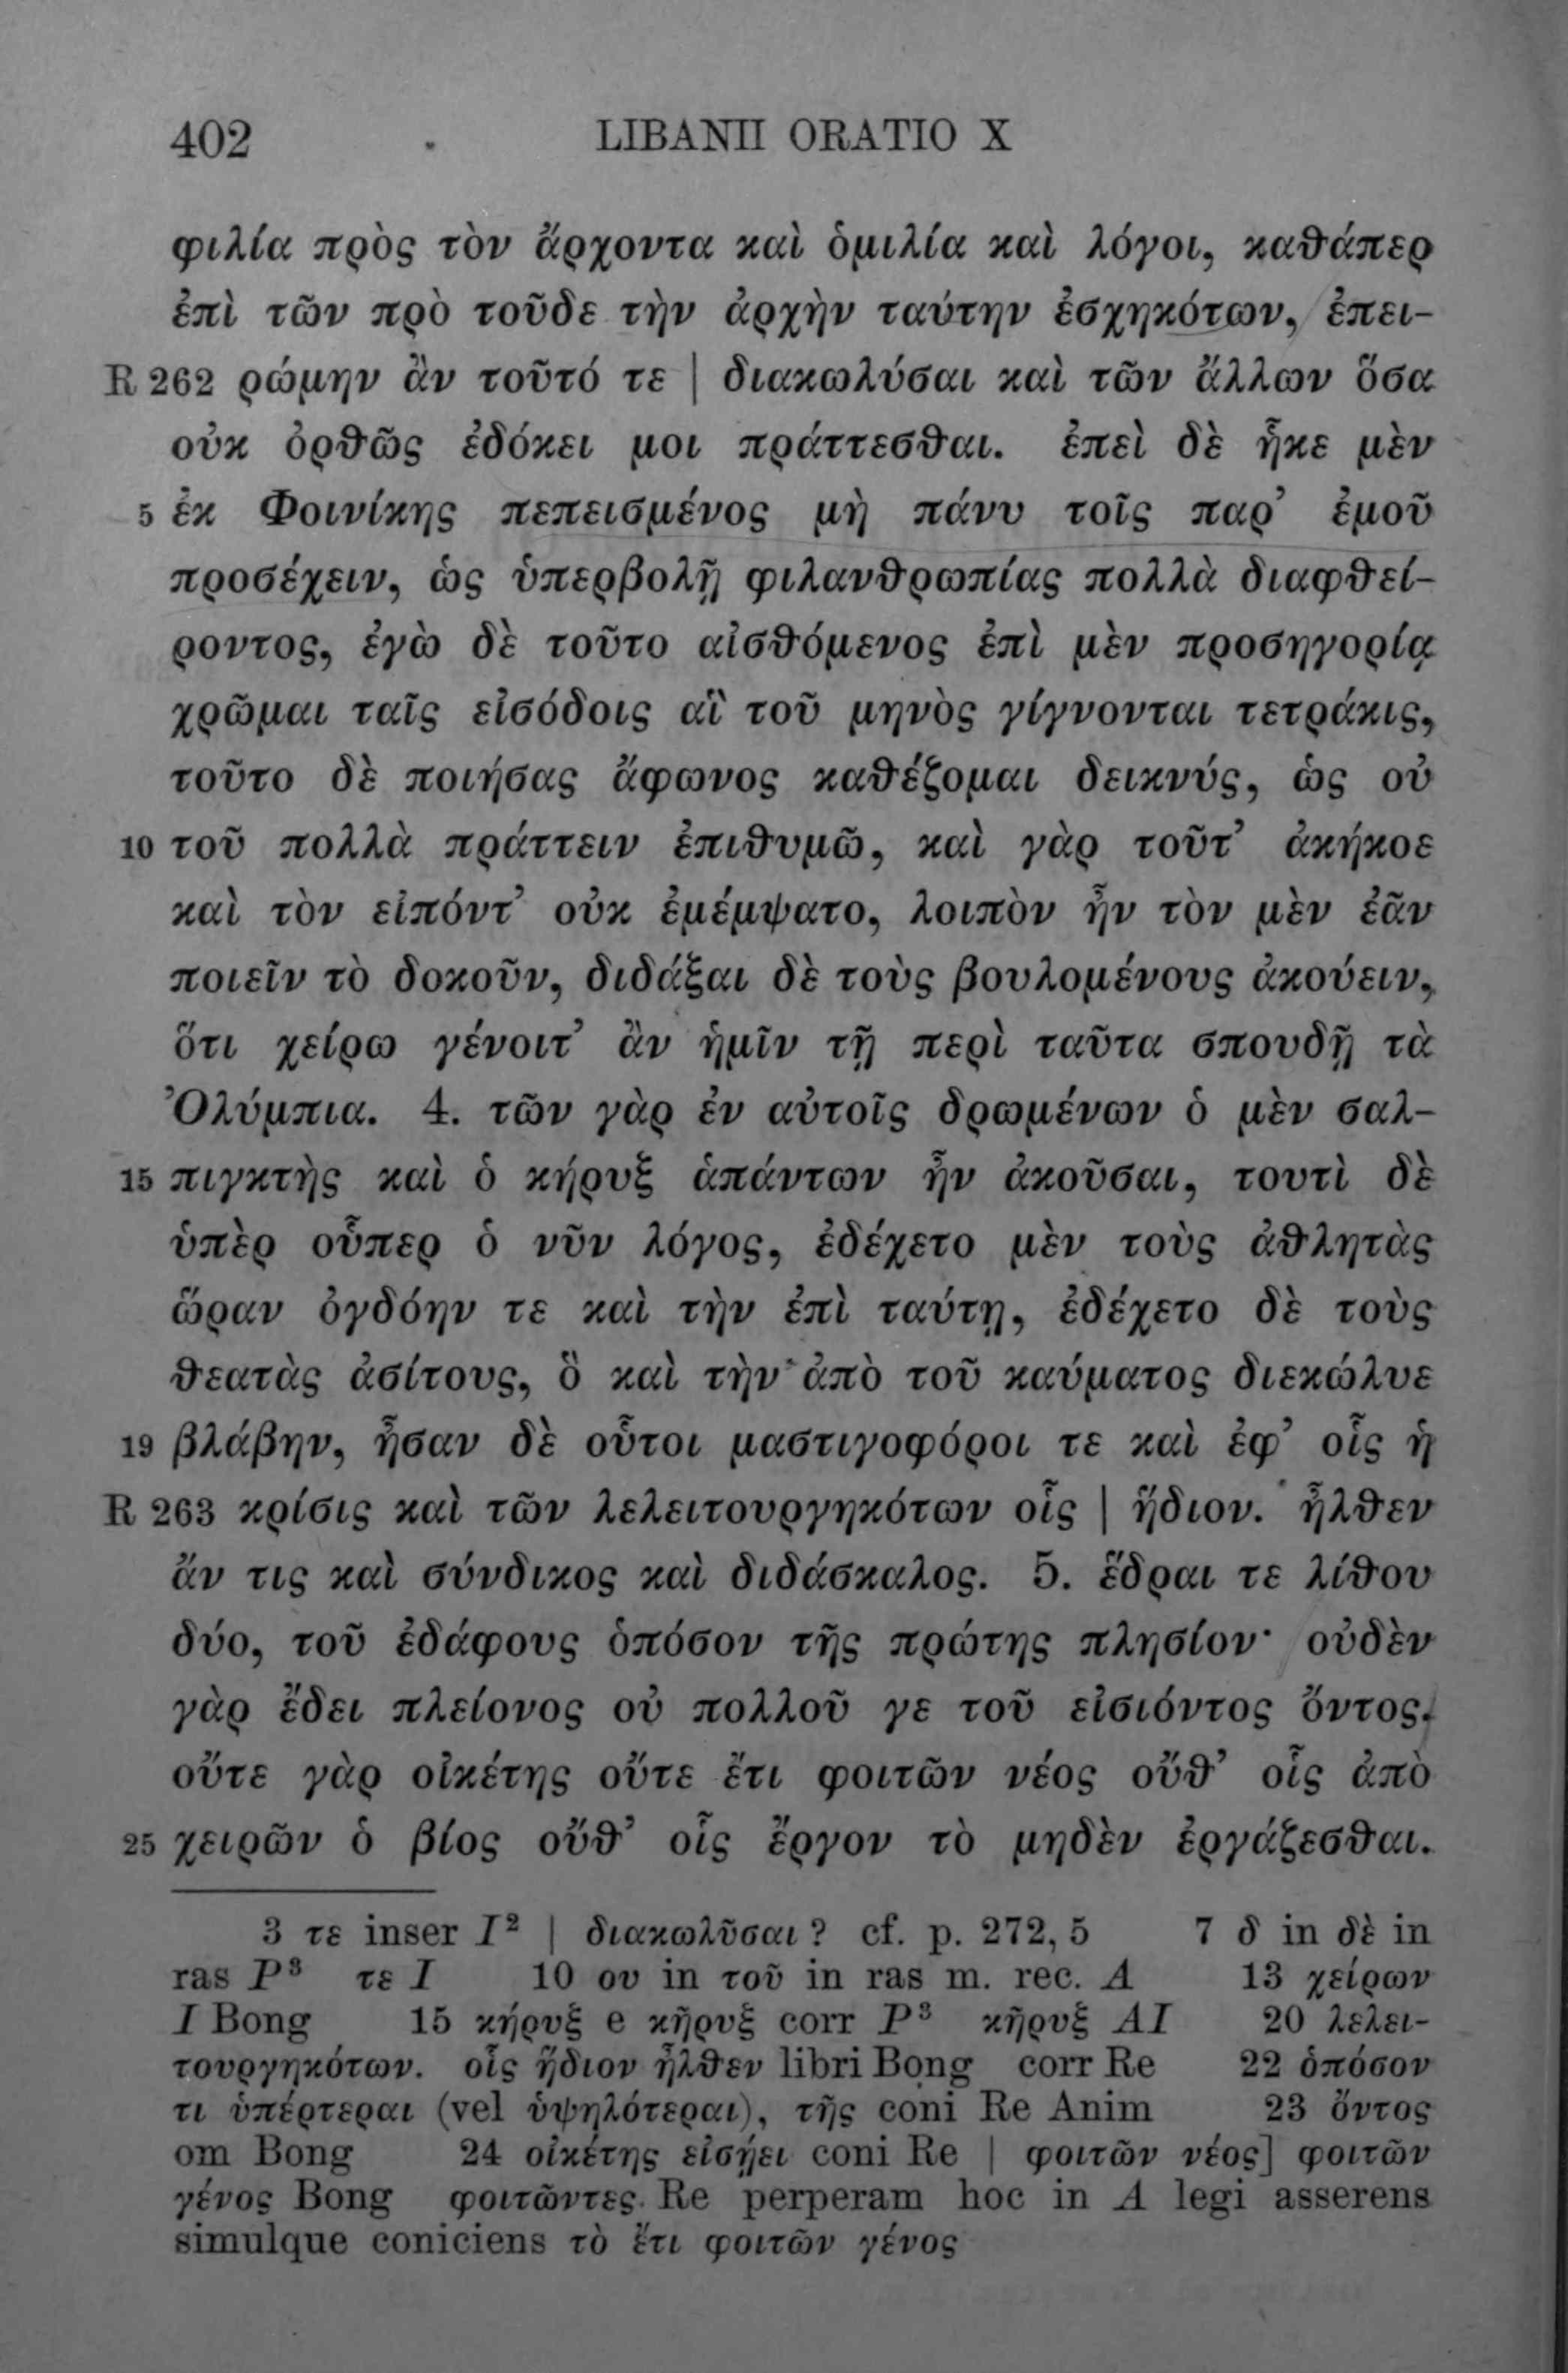 402 LIBANII ORATIO X
φιλία πρὸς τὸν ἄρχοντα καὶ ὁμιλία καὶ λόγοι, καθάπερ
ἐπὶ τῶν πρὸ τοῦδε τὴν ἀρχὴν ταύτην ἐσχηκότων, ἐπει-
R 262 ρώμην ἂν τοῦτό τε | διακωλύσαι καὶ τῶν ἄλλων ὅσα
οὐκ ὀρθῶς ἐδόκει μοι πράττεσθαι. ἐπεὶ δὲ ἧκε μὲν
5 ἐκ Φοινίκης πεπεισμένος μὴ πάνυ τοῖς παρ’ ἐμοῦ
προσέχειν, ὡς ὑπερβολῇ φιλανθρωπίας πολλὰ διαφθεί-
ροντος, ἐγὼ δὲ τοῦτο αἰσθόμενος ἐπὶ μὲν προσηγορίᾳ
χρῶμαι ταῖς εἰσόδοις αἳ τοῦ μηνὸς γίγνονται τετράκις,
τοῦτο δὲ ποιήσας ἄφωνος καθέζομαι δεικνύς, ὡς οὐ
10 τοῦ πολλὰ πράττειν ἐπιθυμῶ, καὶ γὰρ τοῦτ’ ἀκήκοε
καὶ τὸν εἰπόντ’ οὐκ ἐμέμψατο, λοιπὸν ἦν τὸν μὲν ἐᾶν
ποιεῖν τὸ δοκοῦν, διδάξαι δὲ τοὺς βουλομένους ἀκούειν,
ὅτι χείρω γένοιτ’ ἂν ἡμῖν τῇ περὶ ταῦτα σπουδῇ τὰ
Ὀλύμπια. 4. τῶν γὰρ ἐν αὐτοῖς δρωμένων ὁ μὲν σαλ-
15 πιγκτὴς καὶ ὁ κήρυξ ἁπάντων ἦν ἀκοῦσαι, τουτὶ δὲ
ὑπὲρ οὗπερ ὁ νῦν λόγος, ἐδέχετο μὲν τοὺς ἀθλητὰς
ὥραν ὀγδόην τε καὶ τὴν ἐπὶ ταύτῃ, ἐδέχετο δὲ τοὺς
θεατὰς ἀσίτους, ὃ καὶ τὴν ἀπὸ τοῦ καύματος διεκώλυε
19 βλάβην, ἦσαν δὲ οὗτοι μαστιγοφόροι τε καὶ ἐφ’ οἷς ἡ
R 263 κρίσις καὶ τῶν λελειτουργηκότων οἷς | ἥδιον. ἦλθεν
ἄν τις καὶ σύνδικος καὶ διδάσκαλος. 5. ἕδραι τε λίθου
δύο, τοῦ ἐδάφους ὁπόσον τῆς πρώτης πλησίον· οὐδὲν
γὰρ ἔδει πλείονος οὐ πολλοῦ γε τοῦ εἰσιόντος ὄντος.
οὔτε γὰρ οἰκέτης οὔτε ἔτι φοιτῶν νέος οὔθ’ οἷς ἀπὸ
25 χειρῶν ὁ βίος οὔθ’ οἷς ἔργον τὸ μηδὲν ἐργάζεσθαι.
3 τε inser I² | διακωλῦσαι? cf. p. 272, 5 7 δ in δὲ in
ras P³ τε I 10 ου in τοῦ in ras m. rec. A 13 χείρων
I Bong 15 κήρυξ e κῆρυξ corr P³ κῆρυξ AI 20 λελει-
τουργηκότων. οἷς ἥδιον ἦλθεν libri Bong corr Re 22 ὁπόσον
τι ὑπέρτεραι (vel ὑψηλότεραι), τῆς coni Re Anim 23 ὄντος
om Bong 24 οἰκέτης εἰσῄει coni Re | φοιτῶν νέος] φοιτῶν
γένος Bong φοιτῶντες Re perperam hoc in A legi asserens
simulque coniciens τὸ ἔτι φοιτῶν γένος